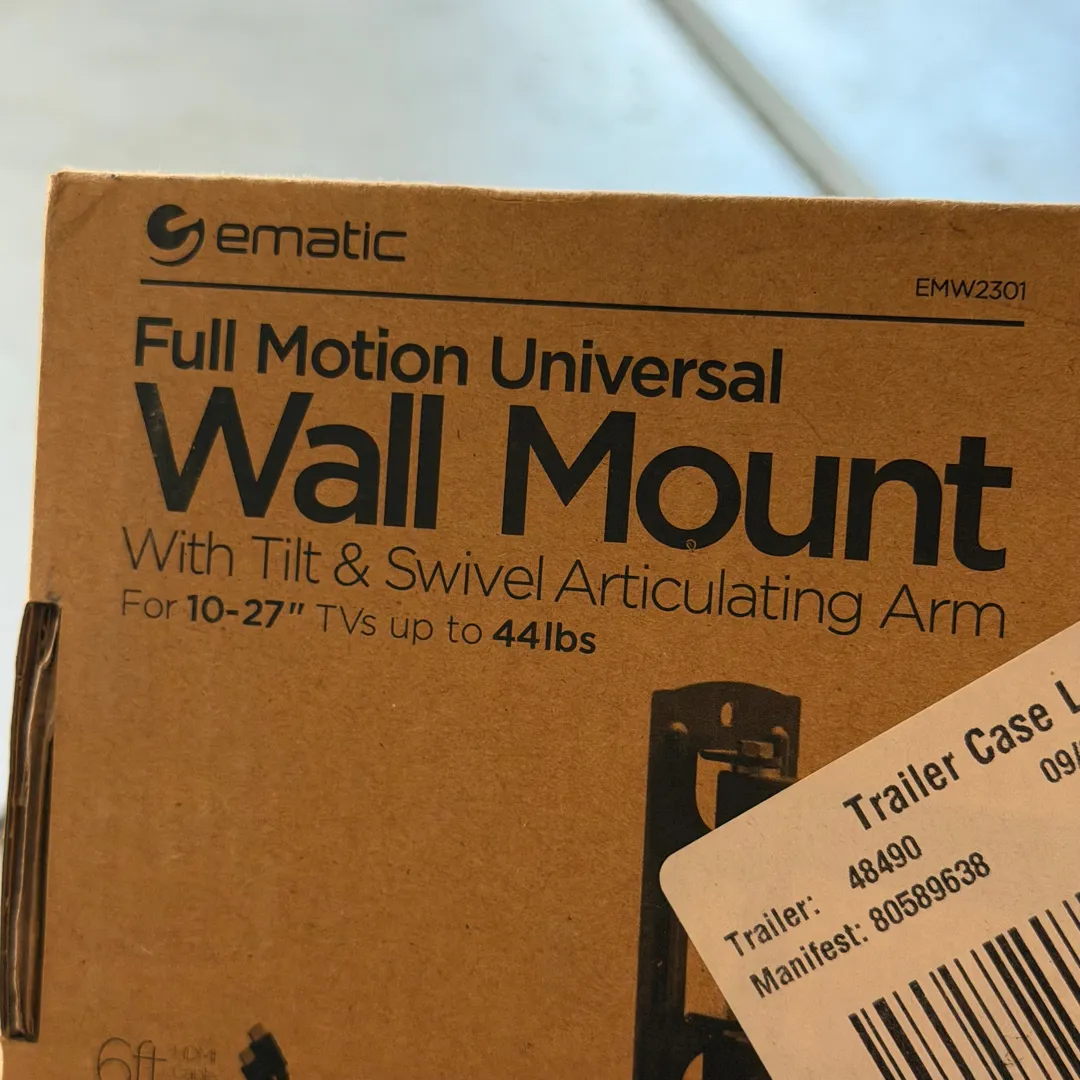 ematic
EMW2301
Full Motion Universal
Wall Mount
With Tilt & Swivel Articulating Arm
For 10-27" TVs up to 44lbs
Trailer Case L
09/
Trailer: 48490
Manifest: 80589638
6ft HDMI